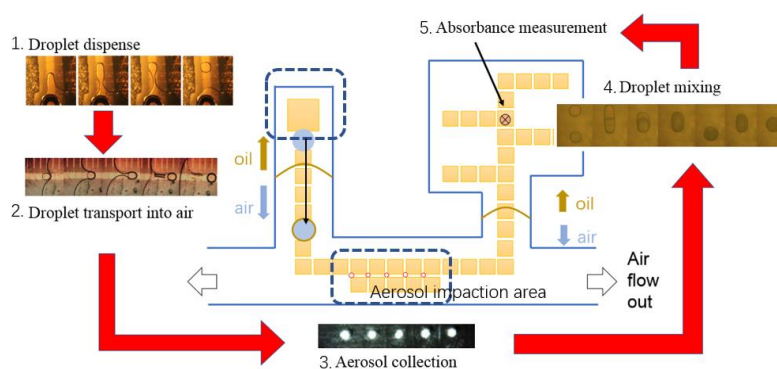 1. Droplet dispense
5. Absorbance measurement
4. Droplet mixing
oil
air
2. Droplet transport into air
oil
air
Aerosol impaction area
Air
flow
out
3. Aerosol collection